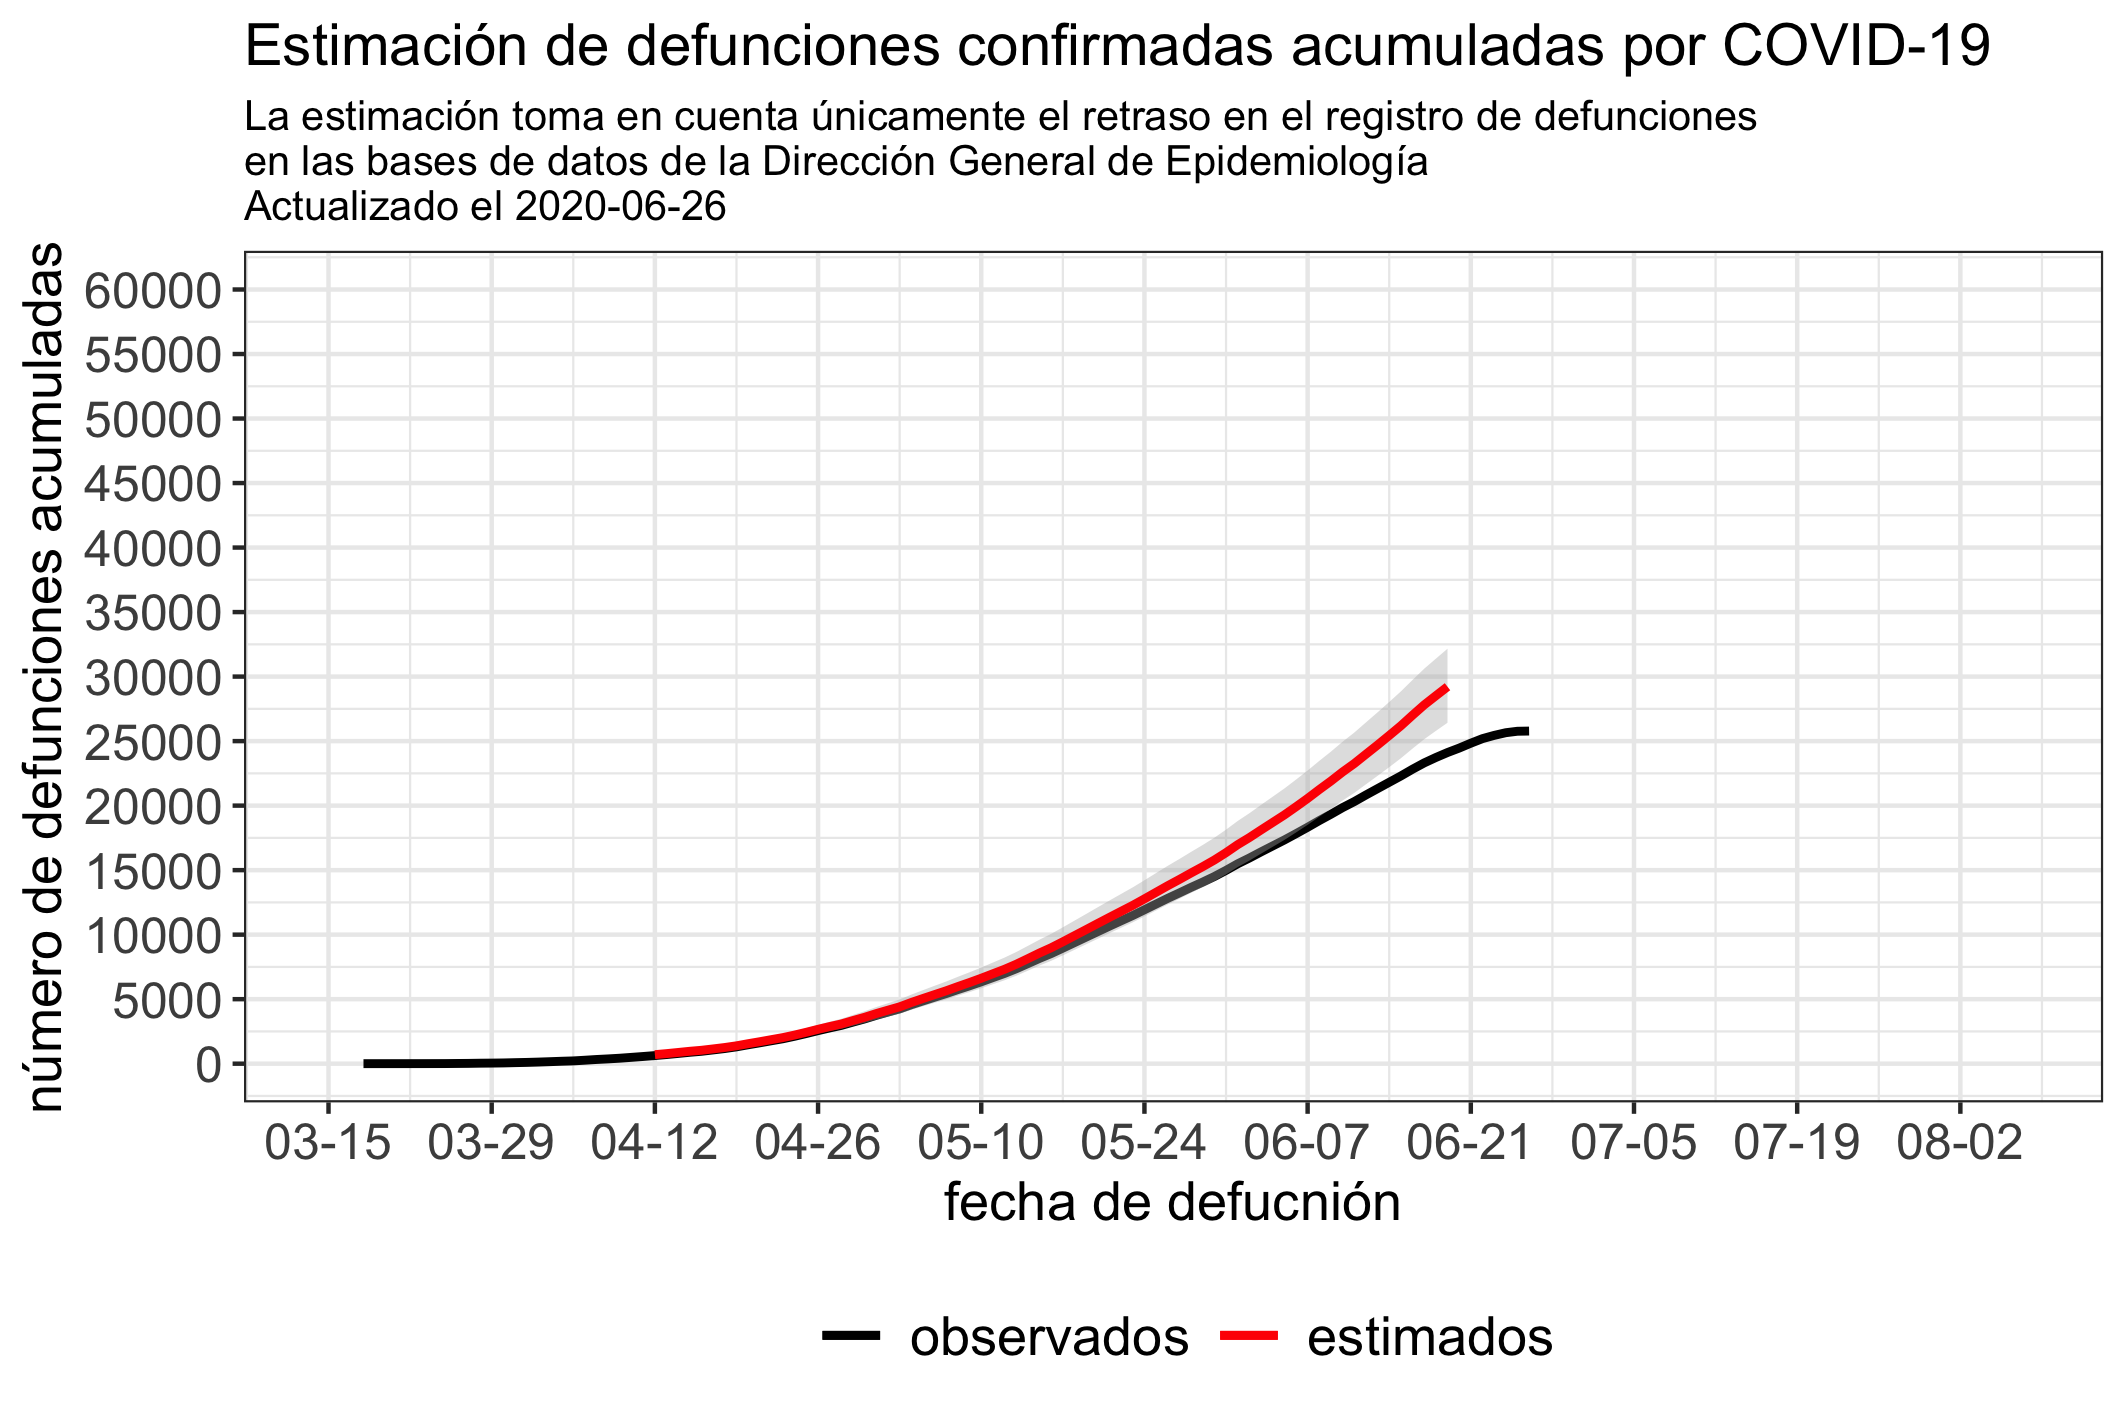 Estimación de defunciones confirmadas acumuladas por COVID-19
La estimación toma en cuenta únicamente el retraso en el registro de defunciones
en las bases de datos de la Dirección General de Epidemiología
Actualizado el 2020-06-26
número de defunciones acumuladas
60000
55000
50000
45000
40000
35000
30000
25000
20000
15000
10000
5000
0
03-15 03-29 04-12 04-26 05-10 05-24 06-07 06-21 07-05 07-19 08-02
fecha de defucnión
observados estimados